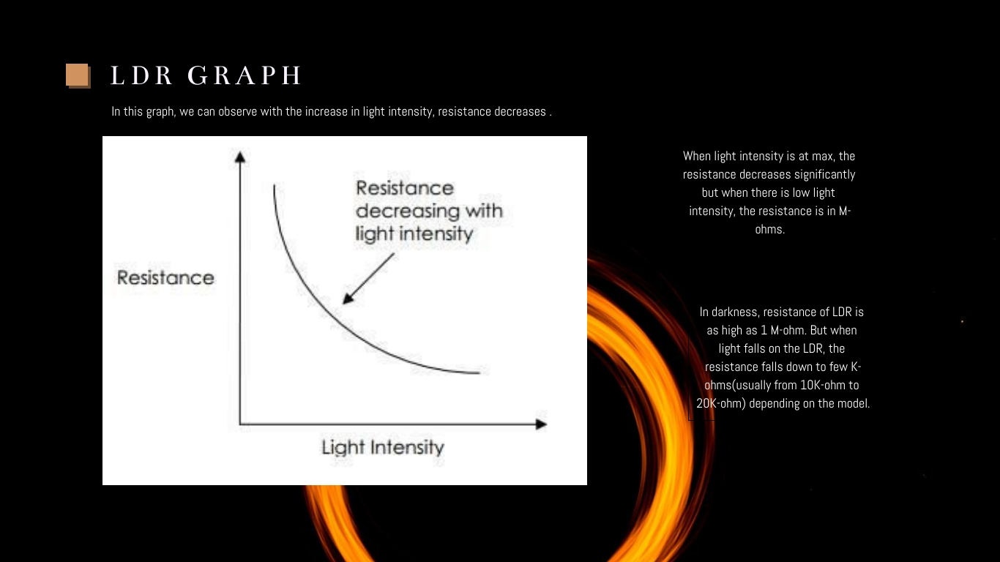 LDR GRAPH
In this graph, we can observe with the increase in light intensity, resistance decreases .
Resistance
decreasing with
light intensity
Resistance
Light Intensity
When light intensity is at max, the
resistance decreases significantly
but when there is low light
intensity, the resistance is in M-
ohms.
In darkness, resistance of LDR is
as high as 1 M-ohm. But when
light falls on the LDR, the
resistance falls down to few K-
ohms(usually from 10K-ohm to
20K-ohm) depending on the model.